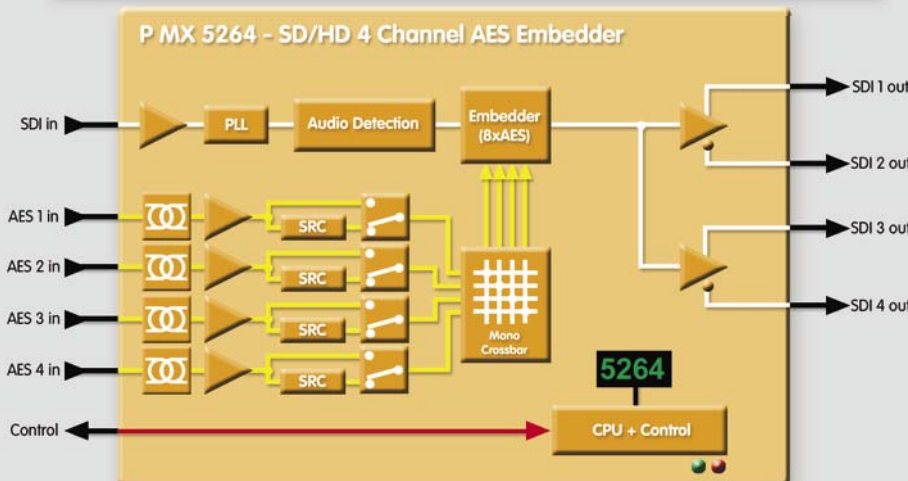 P MX 5264 - SD/HD 4 Channel AES Embedder
SDI in
PLL
Audio Detection
Embedder
(8xAES)
SDI 1 out
SDI 2 out
SDI 3 out
SDI 4 out
AES 1 in
SRC
AES 2 in
SRC
AES 3 in
SRC
AES 4 in
SRC
Mono
Crossbar
5264
Control
CPU + Control